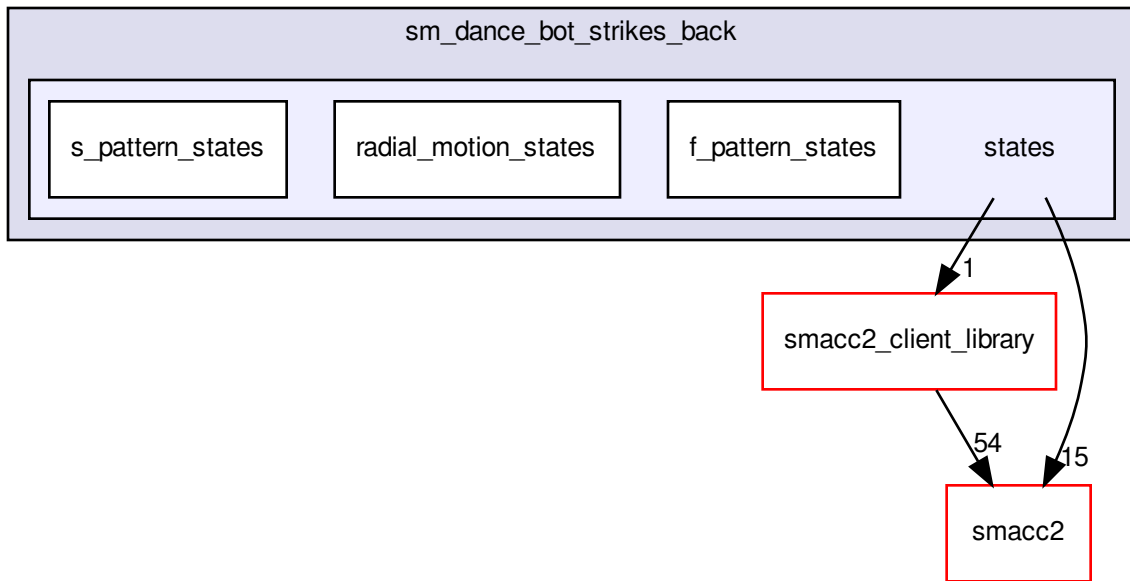 sm_dance_bot_strikes_back
s_pattern_states
radial_motion_states
f_pattern_states
states
1
smacc2_client_library
54
15
smacc2